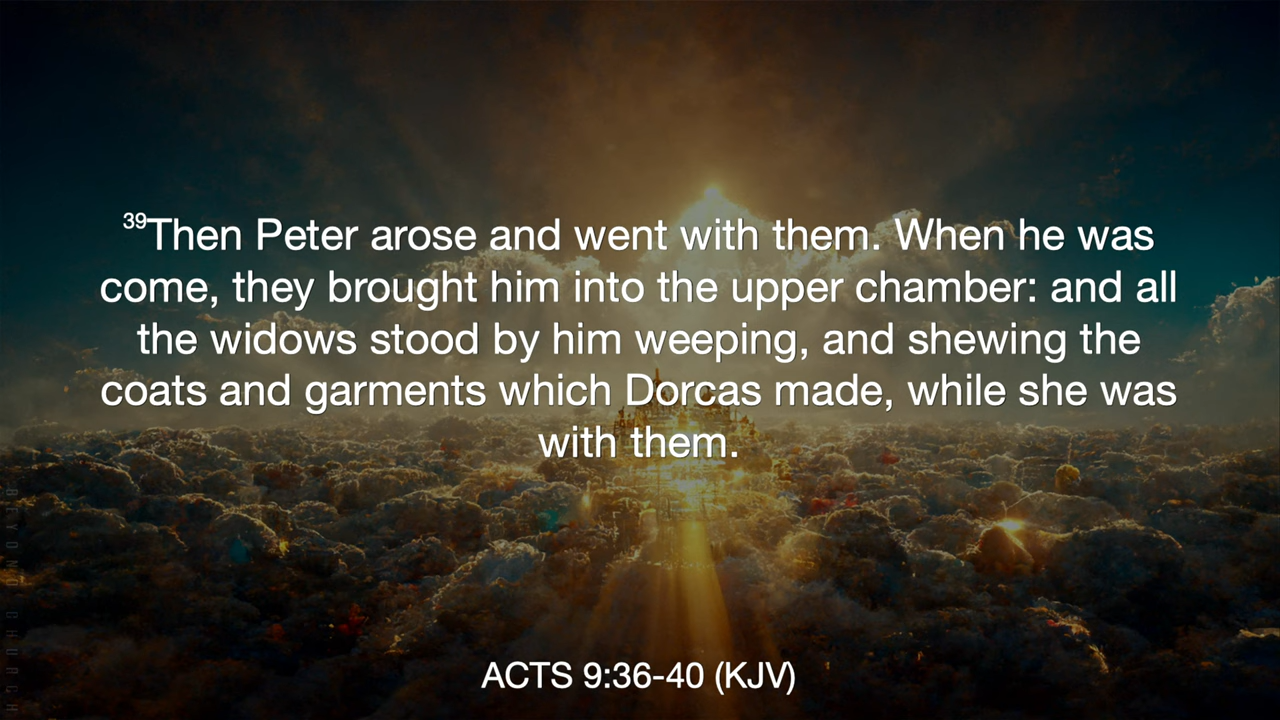 39Then Peter arose and went with them. When he was
come, they brought him into the upper chamber: and all
the widows stood by him weeping, and shewing the
coats and garments which Dorcas made, while she was
with them.
ACTS 9:36-40 (KJV)
CHURCH